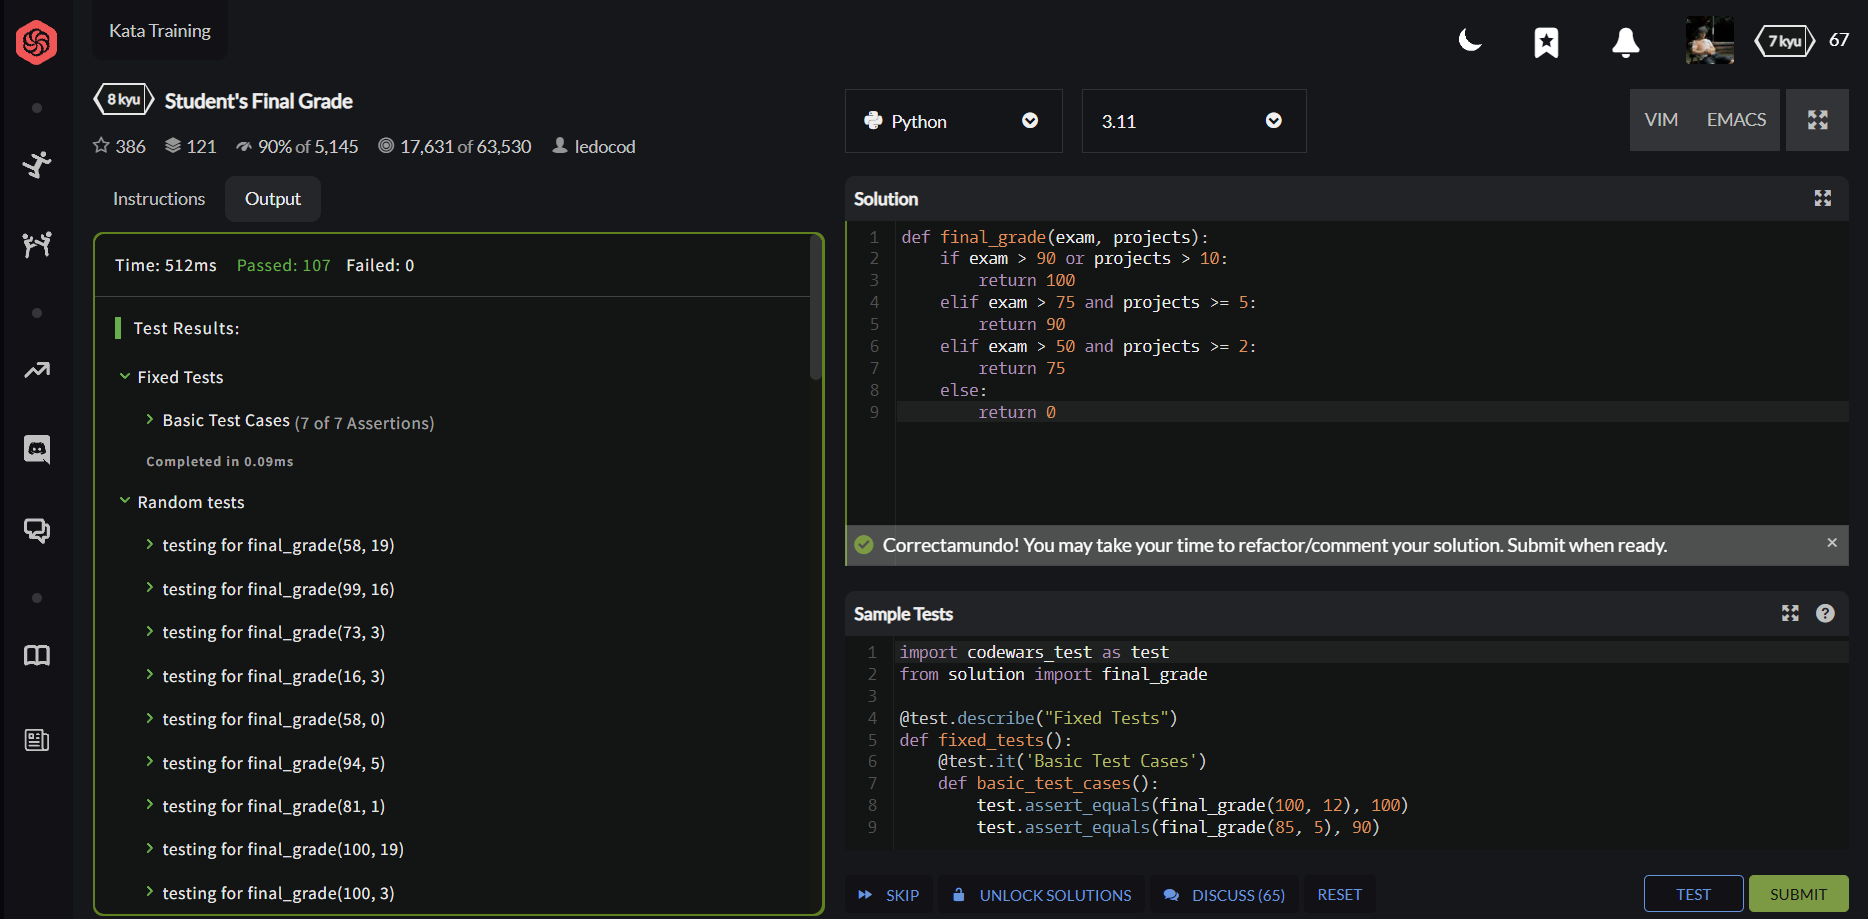 Kata Training
7 kyu 67
8 kyu Student's Final Grade
386 121 90% of 5,145 17,631 of 63,530 ledocod
Python 3.11 VIM EMACS
Instructions Output
Time: 512ms Passed: 107 Failed: 0
Test Results:
Fixed Tests
Basic Test Cases (7 of 7 Assertions)
Completed in 0.09ms
Random tests
testing for final_grade(58, 19)
testing for final_grade(99, 16)
testing for final_grade(73, 3)
testing for final_grade(16, 3)
testing for final_grade(58, 0)
testing for final_grade(94, 5)
testing for final_grade(81, 1)
testing for final_grade(100, 19)
testing for final_grade(100, 3)
Solution
1 def final_grade(exam, projects):
2     if exam > 90 or projects > 10:
3         return 100
4     elif exam > 75 and projects >= 5:
5         return 90
6     elif exam > 50 and projects >= 2:
7         return 75
8     else:
9         return 0
Correctamundo! You may take your time to refactor/comment your solution. Submit when ready. ×
Sample Tests ?
1 import codewars_test as test
2 from solution import final_grade
3
4 @test.describe("Fixed Tests")
5 def fixed_tests():
6     @test.it('Basic Test Cases')
7     def basic_test_cases():
8         test.assert_equals(final_grade(100, 12), 100)
9         test.assert_equals(final_grade(85, 5), 90)
SKIP UNLOCK SOLUTIONS DISCUSS (65) RESET TEST SUBMIT